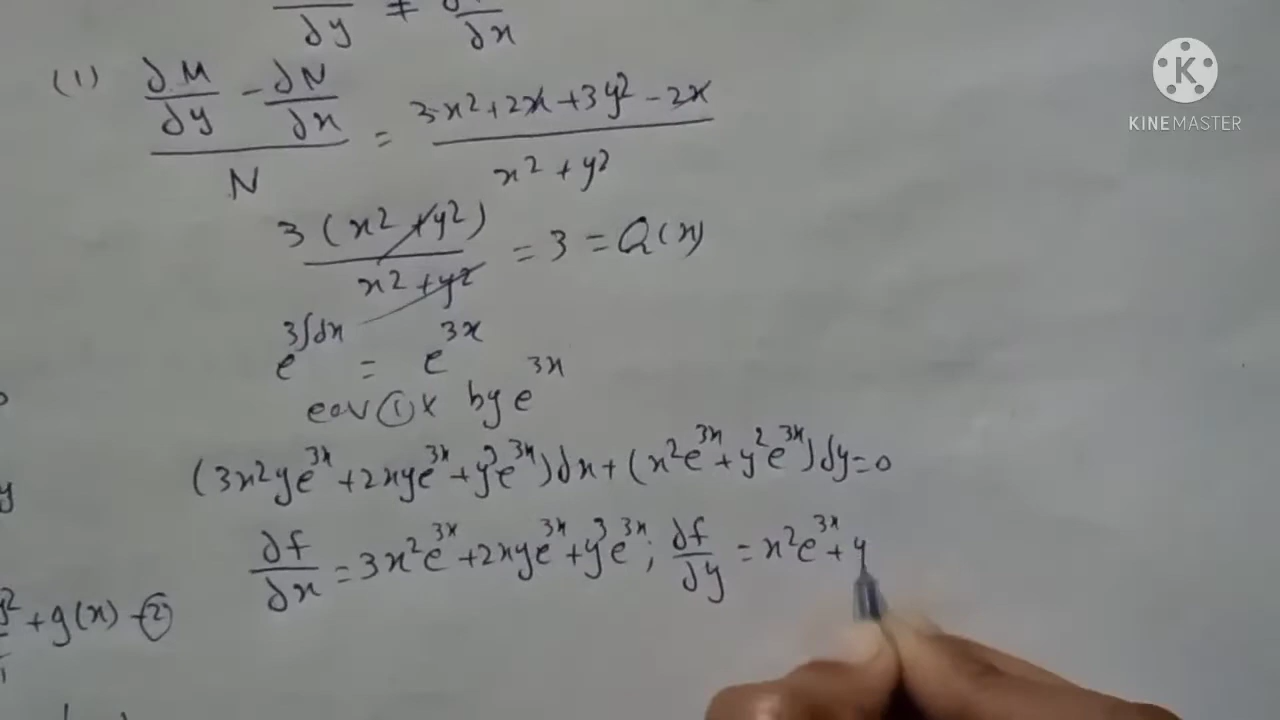 ∂y ≠ ∂x
(1) (∂M/∂y - ∂N/∂x)/N = (3x²+2x+3y²-2x)/(x²+y²)
K
KINEMASTER
3(x²+y²)/(x²+y²) = 3 = Q(x)
e^(3∫dx) = e^(3x)
eqv ① x by e^(3x)
(3x²ye^(3x)+2xye^(3x)+y³e^(3x))dx+(x²e^(3x)+y²e^(3x))dy=0
y
∂f/∂x = 3x²e^(3x)+2xye^(3x)+y³e^(3x); ∂f/∂y = x²e^(3x)+y
y² +g(x) -②